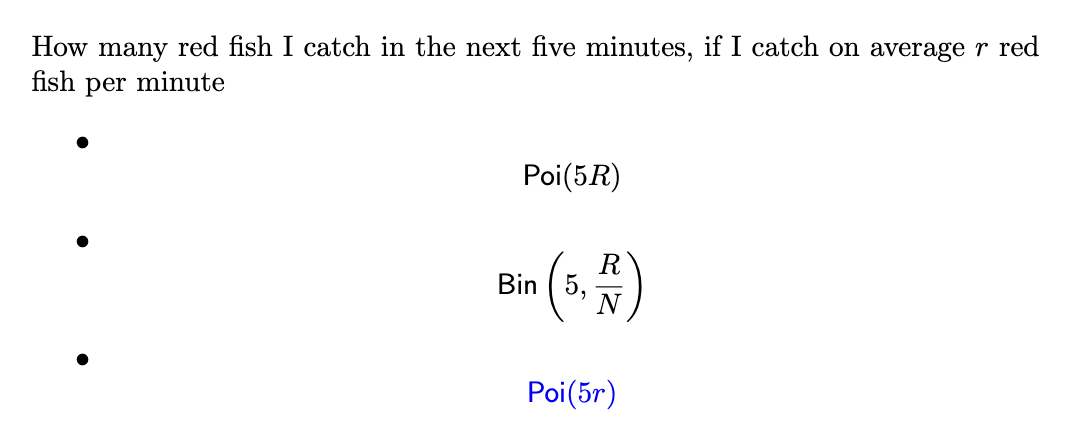 How many red fish I catch in the next five minutes, if I catch on average r red
fish per minute
•
Poi(5R)
•
Bin(5, R/N)
•
Poi(5r)